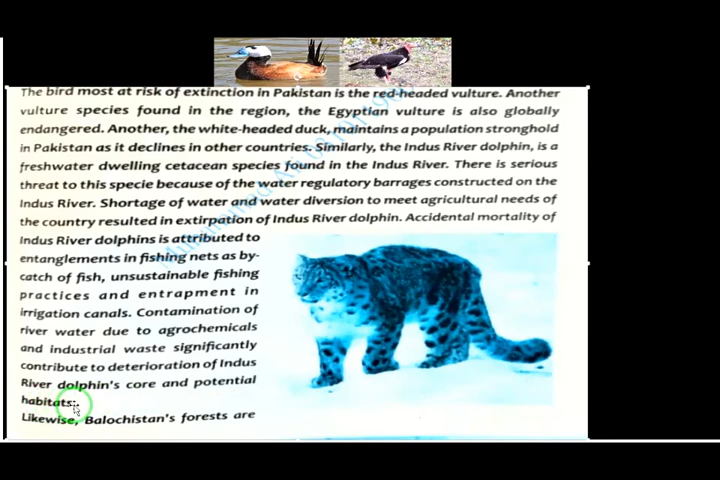 The bird most at risk of extinction in Pakistan is the red-headed vulture. Another
vulture species found in the region, the Egyptian vulture is also globally
endangered. Another, the white-headed duck, maintains a population stronghold
in Pakistan as it declines in other countries. Similarly, the Indus River dolphin, is a
freshwater dwelling cetacean species found in the Indus River. There is serious
threat to this specie because of the water regulatory barrages constructed on the
Indus River. Shortage of water and water diversion to meet agricultural needs of
the country resulted in extirpation of Indus River dolphin. Accidental mortality of
Indus River dolphins is attributed to
entanglements in fishing nets as by-
catch of fish, unsustainable fishing
practices and entrapment in
irrigation canals. Contamination of
river water due to agrochemicals
and industrial waste significantly
contribute to deterioration of Indus
River dolphin's core and potential
habitats.
Likewise, Balochistan's forests are